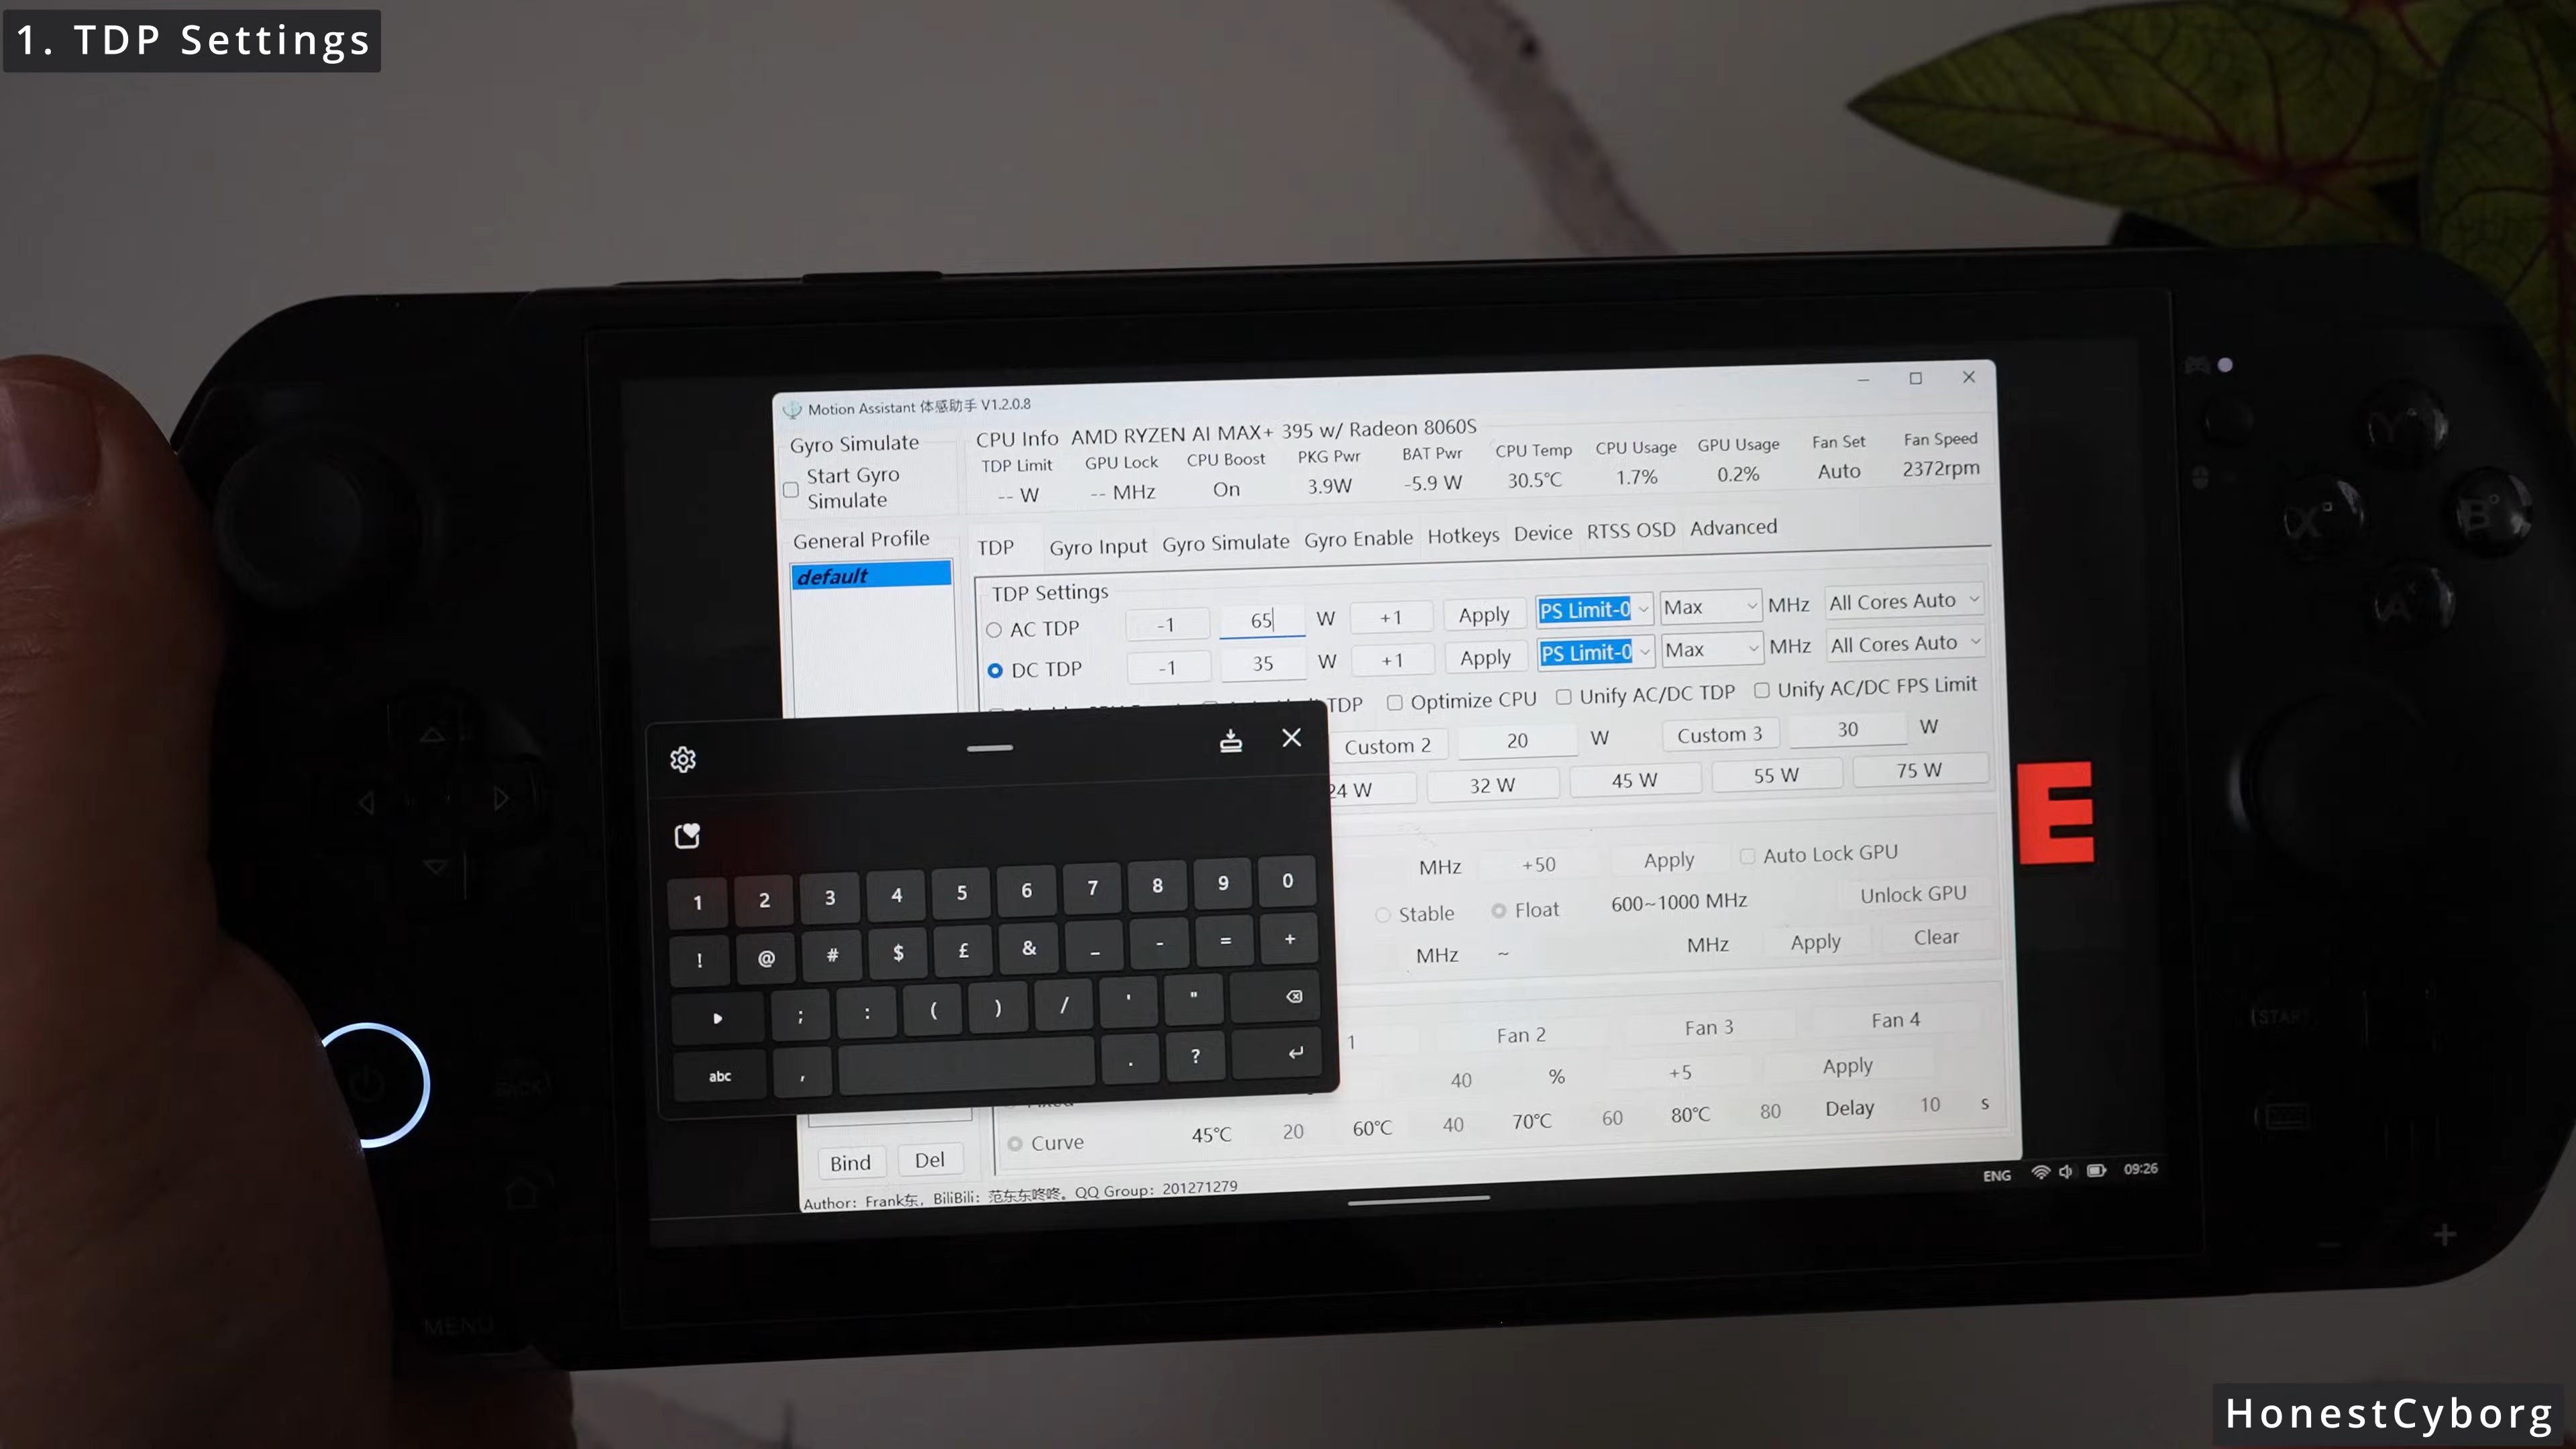 1. TDP Settings
Motion Assistant 体感助手 V1.2.0.8
Gyro Simulate
Start Gyro Simulate
CPU Info AMD RYZEN AI MAX+ 395 w/ Radeon 8060S
TDP Limit GPU Lock CPU Boost PKG Pwr BAT Pwr CPU Temp CPU Usage GPU Usage Fan Set Fan Speed
-- W -- MHz On 3.9W -5.9 W 30.5°C 1.7% 0.2% Auto 2372rpm
General Profile
default
TDP Gyro Input Gyro Simulate Gyro Enable Hotkeys Device RTSS OSD Advanced
TDP Settings
AC TDP -1 65 W +1 Apply PS Limit-0 Max MHz All Cores Auto
DC TDP -1 35 W +1 Apply PS Limit-0 Max MHz All Cores Auto
TDP Optimize CPU Unify AC/DC TDP Unify AC/DC FPS Limit
Custom 2 20 W Custom 3 30 W
24 W 32 W 45 W 55 W 75 W
MHz +50 Apply Auto Lock GPU
Stable Float 600~1000 MHz Unlock GPU
MHz ~ MHz Apply Clear
1 Fan 2 Fan 3 Fan 4
40 % +5 Apply
Curve 45°C 20 60°C 40 70°C 60 80°C 80 Delay 10 s
Bind Del
Author: Frank东, BiliBili: 范东东咚咚。QQ Group: 201271279
1 2 3 4 5 6 7 8 9 0
! @ # $ £ & _ - = +
; : ( ) / ' "
abc , . ?
E
ENG 09:26
Y
X
B
A
BACK
MENU
START
- +
HonestCyborg